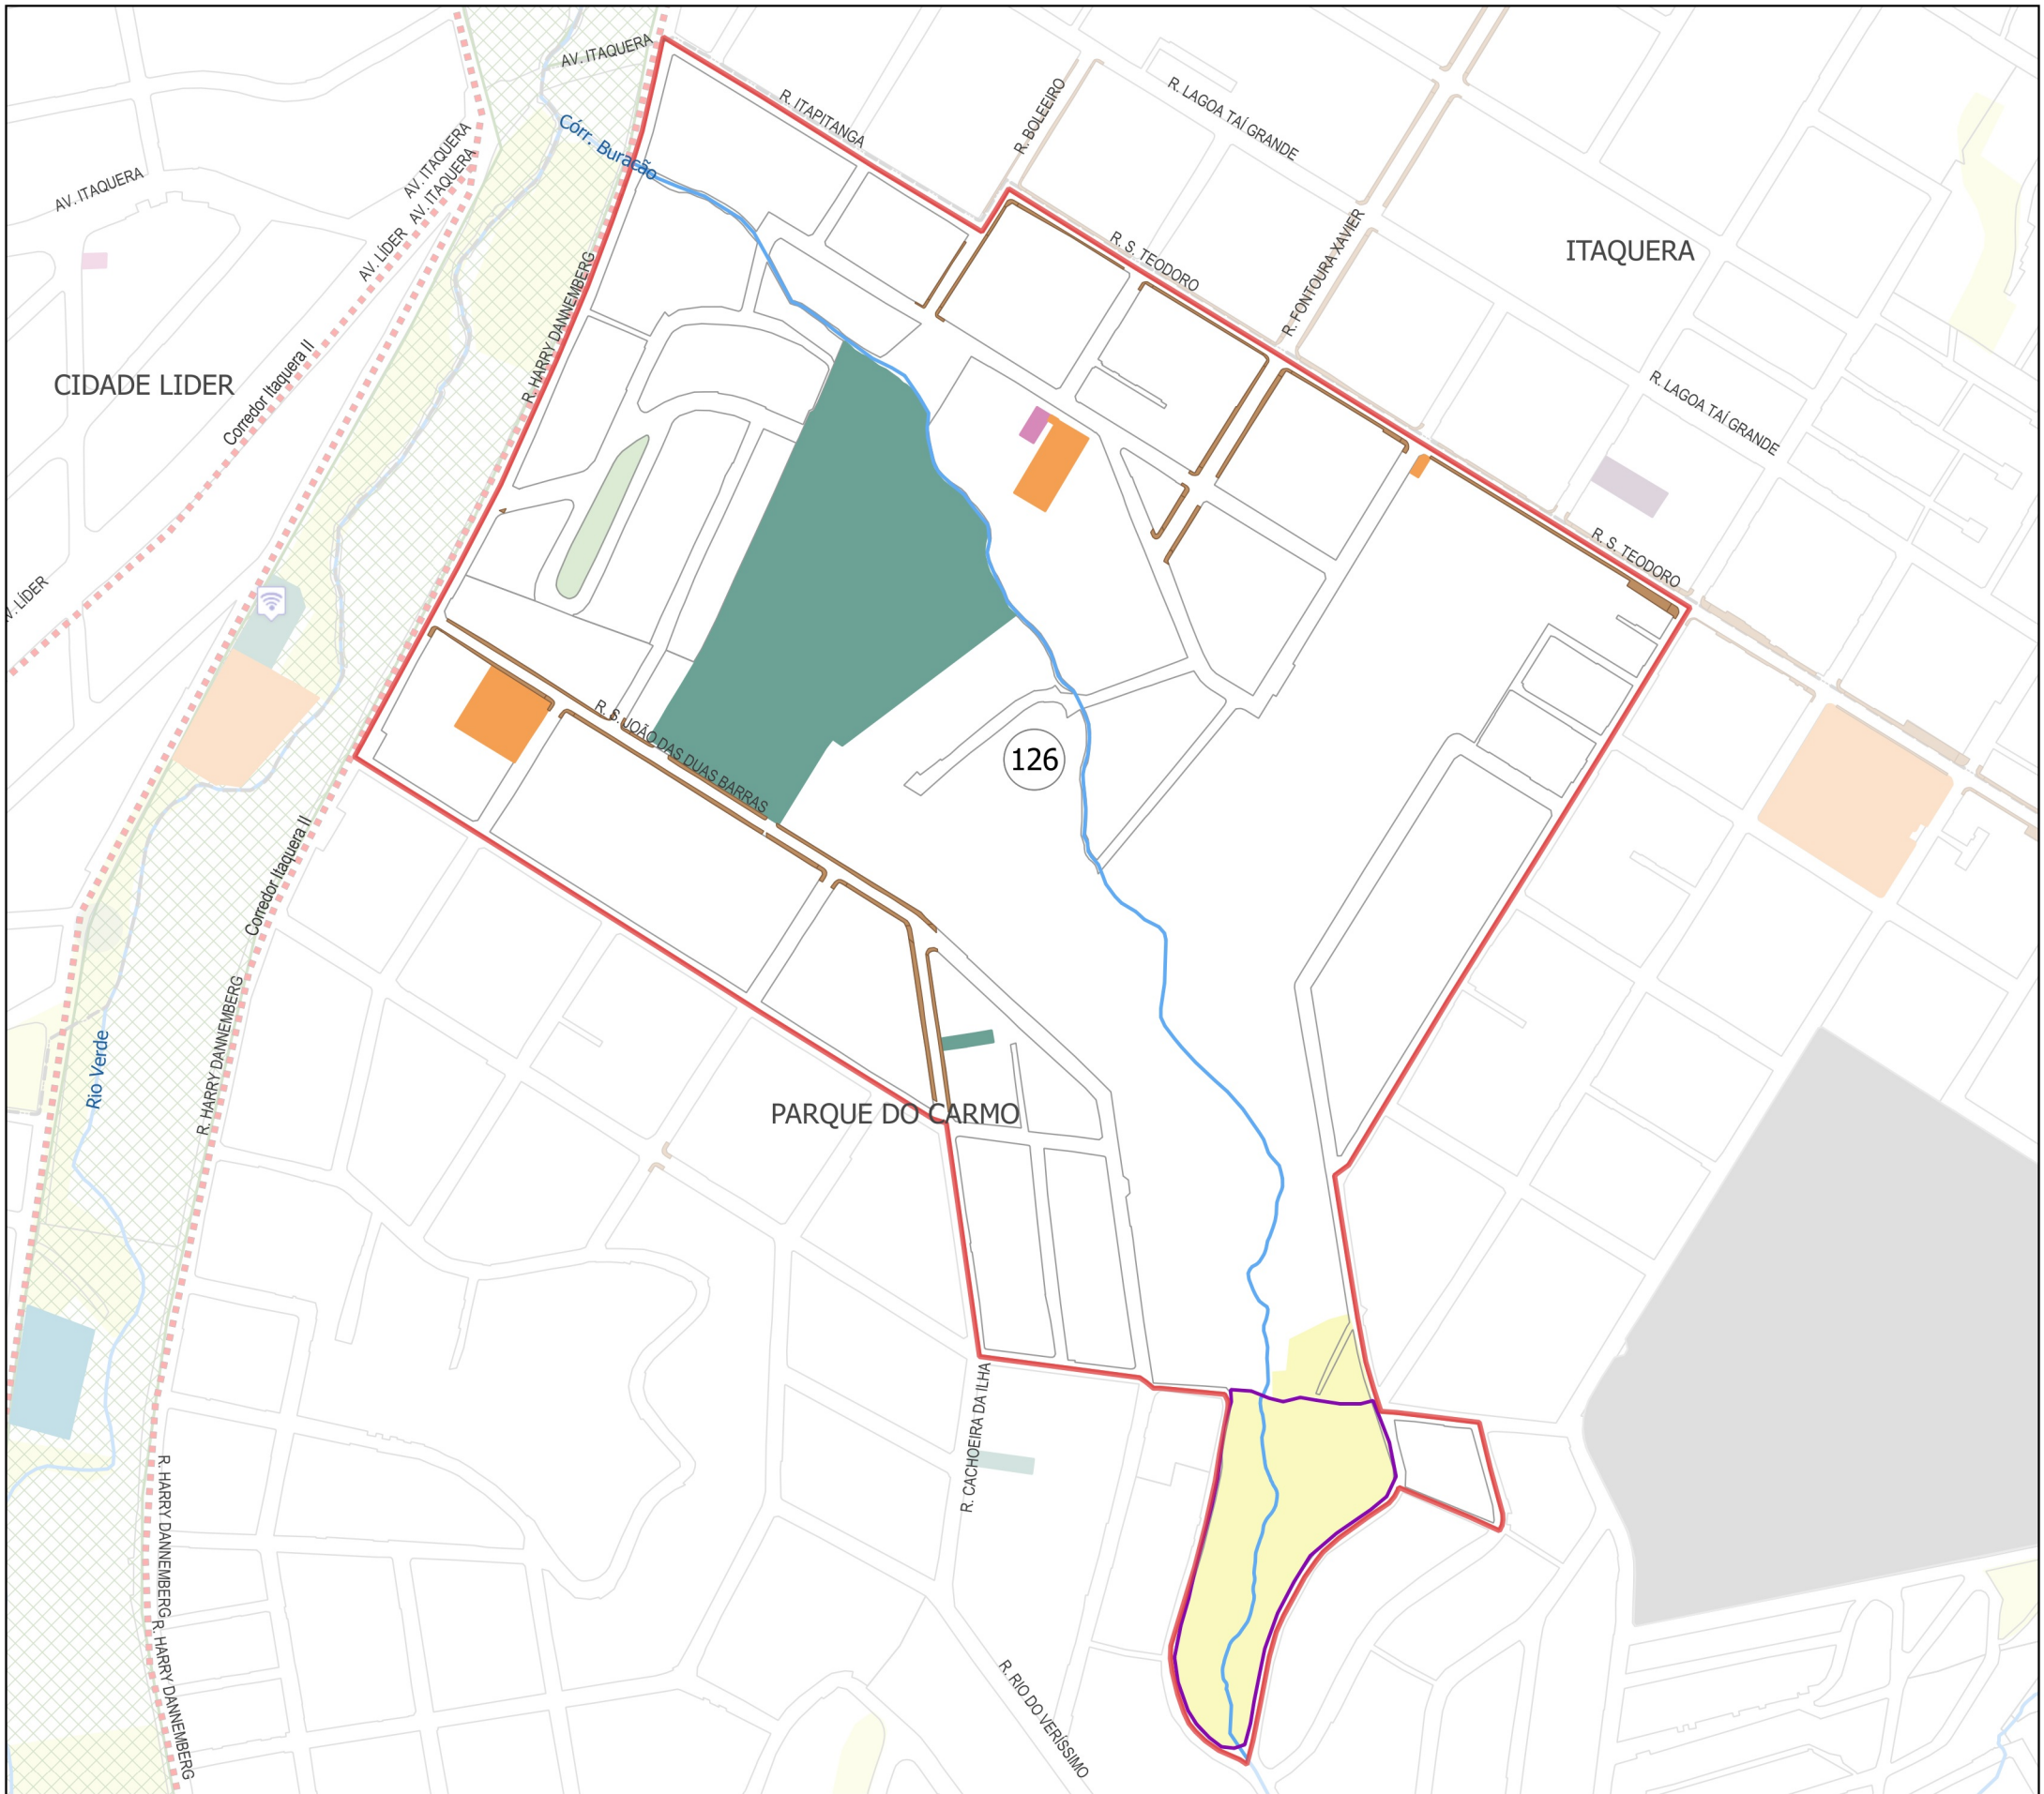 AV. ITAQUERA
R. ITAPITANGA
R. BOLEEIRO
R. LAGOA TAÍ GRANDE
Córr. Buracão
AV. ITAQUERA
AV. ITAQUERA
AV. ITAQUERA
AV. LÍDER
R. S. TEODORO
R. FONTOURA XAVIER
ITAQUERA
R. HARRY DANNEMBERG
CIDADE LIDER
Corredor Itaquera II
R. LAGOA TAÍ GRANDE
R. S. TEODORO
V. LÍDER
R. S. JOÃO DAS DUAS BARRAS
126
Corredor Itaquera II
R. HARRY DANNEMBERG
Rio Verde
PARQUE DO CARMO
R. CACHOEIRA DA ILHA
R. HARRY DANNEMBERG
R. HARRY DANNEMBERG
R. RIO DO VERÍSSIMO